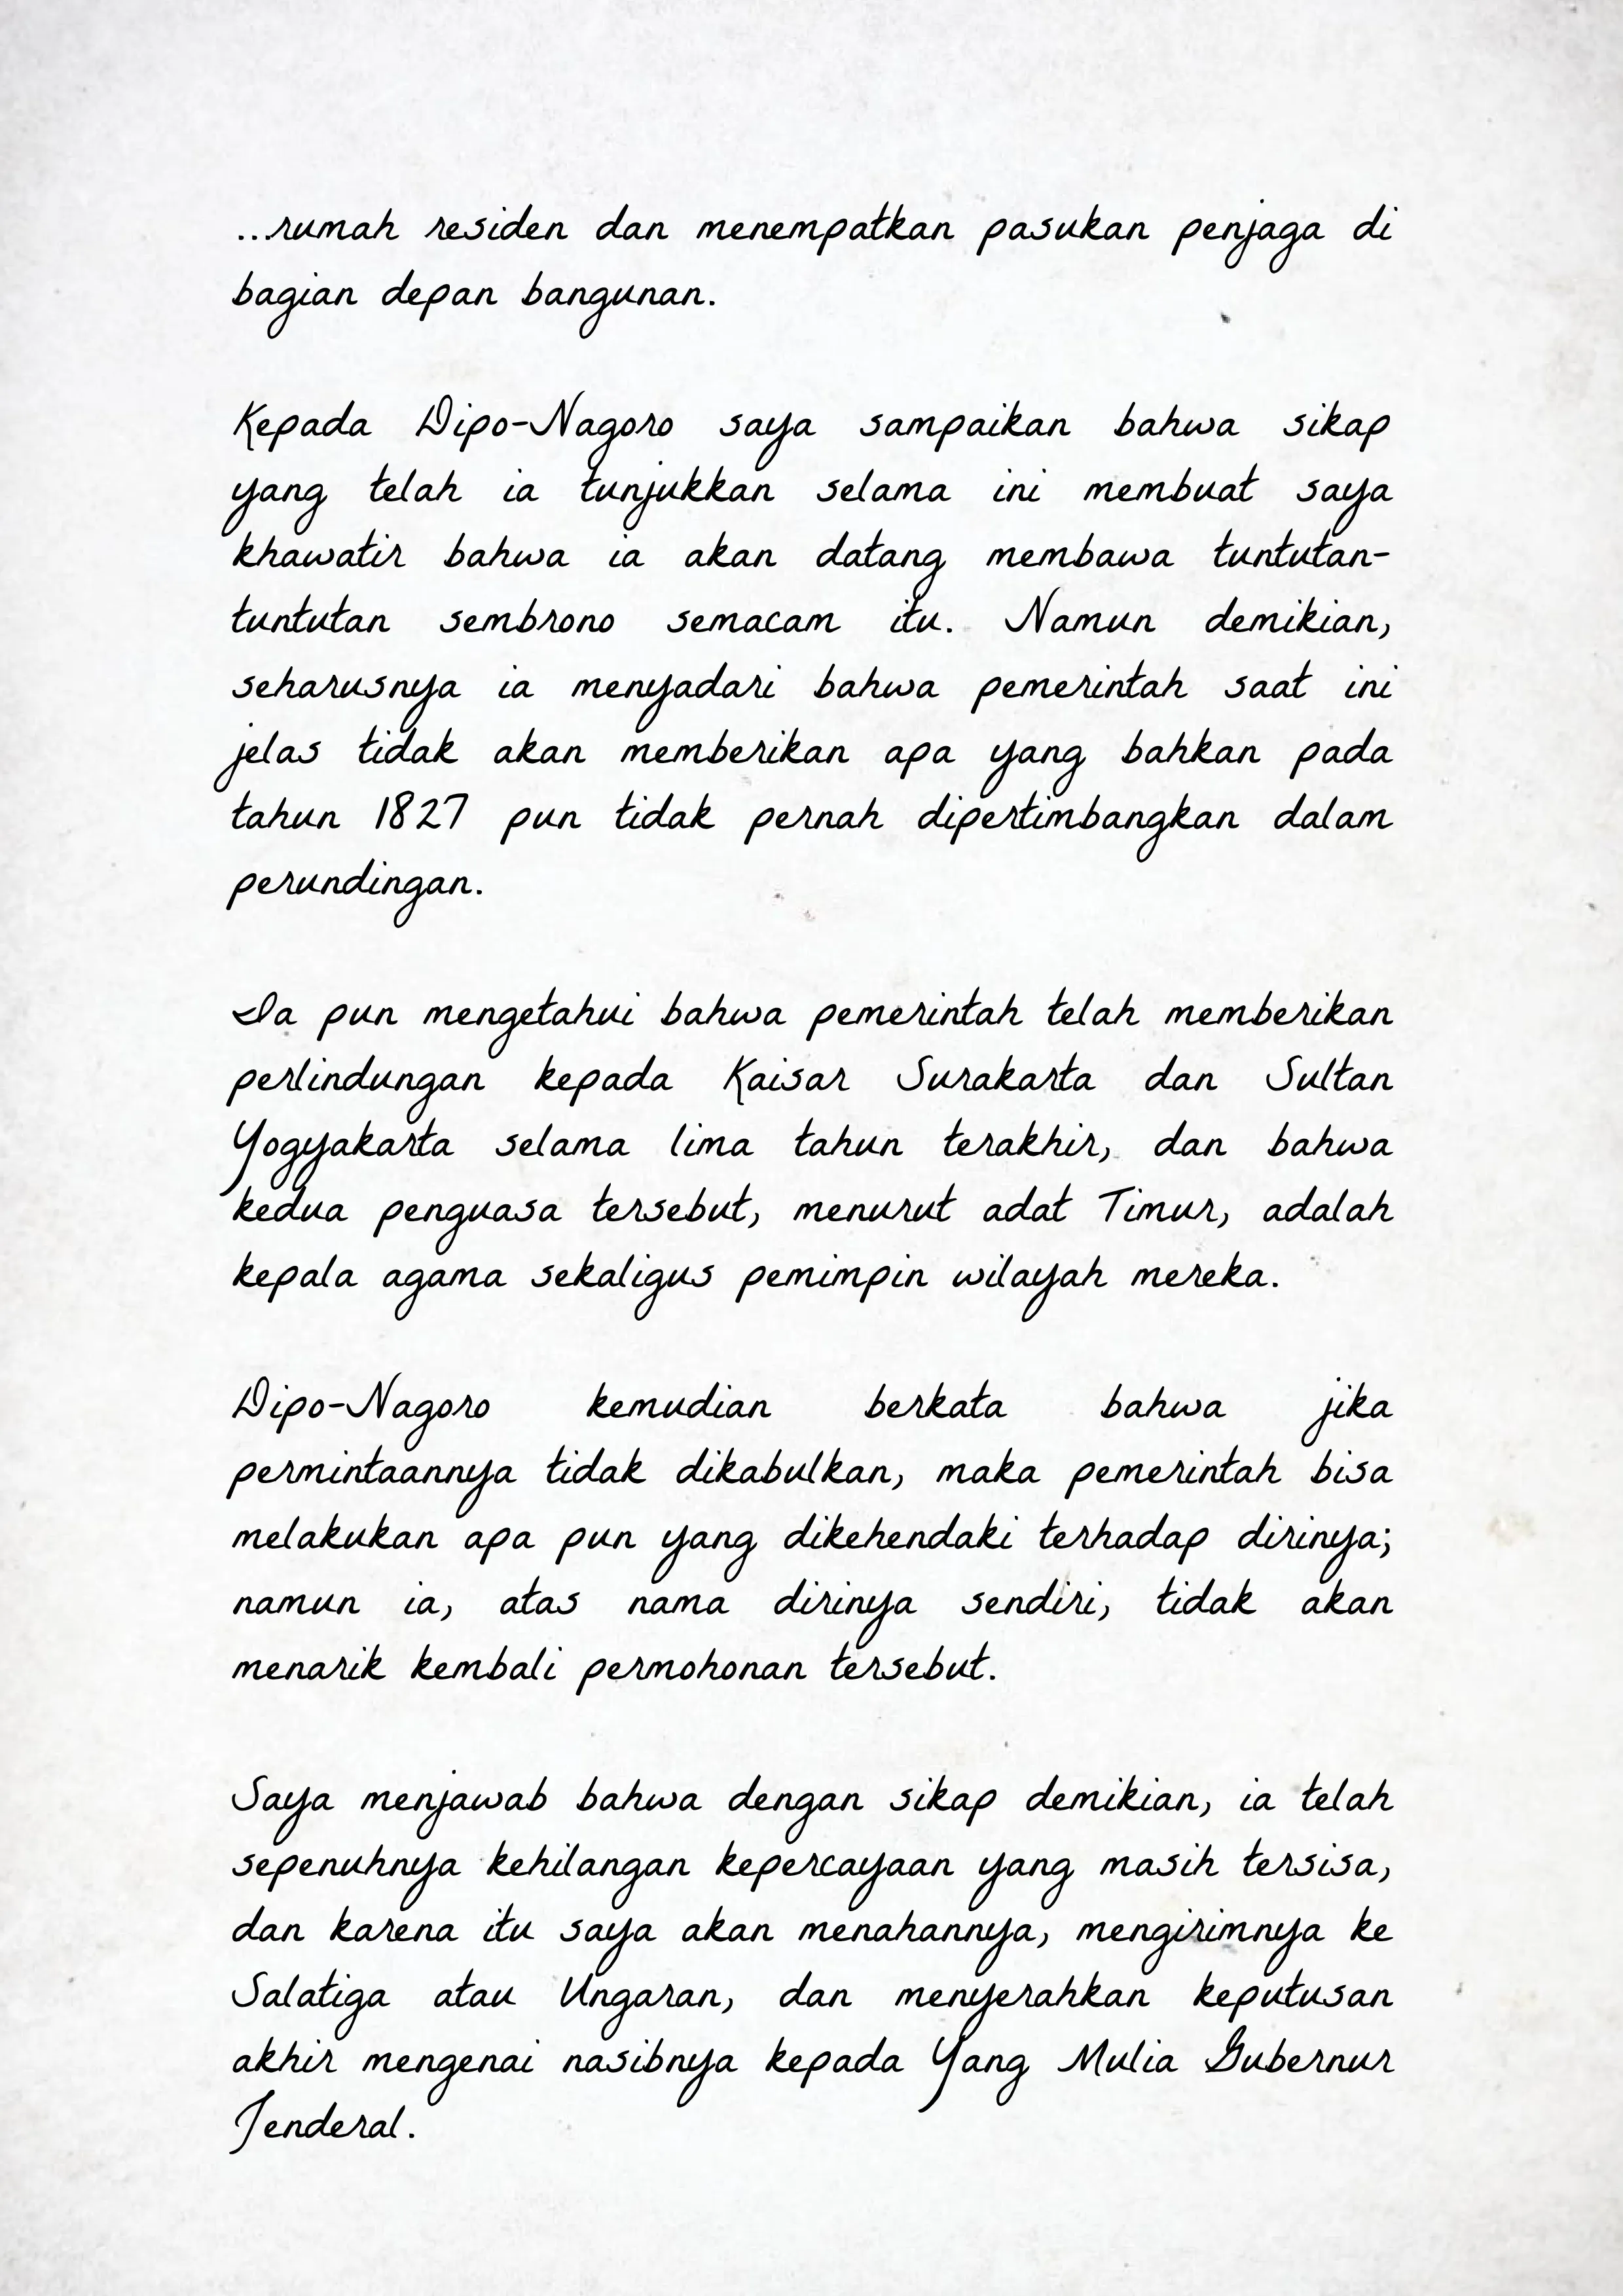 ...rumah residen dan menempatkan pasukan penjaga di
bagian depan bangunan.
Kepada Dipo-Nagoro saya sampaikan bahwa sikap
yang telah ia tunjukkan selama ini membuat saya
khawatir bahwa ia akan datang membawa tuntutan-
tuntutan sembrono semacam itu. Namun demikian,
seharusnya ia menyadari bahwa pemerintah saat ini
jelas tidak akan memberikan apa yang bahkan pada
tahun 1827 pun tidak pernah dipertimbangkan dalam
perundingan.
Ia pun mengetahui bahwa pemerintah telah memberikan
perlindungan kepada Kaisar Surakarta dan Sultan
Yogyakarta selama lima tahun terakhir, dan bahwa
kedua penguasa tersebut, menurut adat Timur, adalah
kepala agama sekaligus pemimpin wilayah mereka.
Dipo-Nagoro kemudian berkata bahwa jika
permintaannya tidak dikabulkan, maka pemerintah bisa
melakukan apa pun yang dikehendaki terhadap dirinya;
namun ia, atas nama dirinya sendiri, tidak akan
menarik kembali permohonan tersebut.
Saya menjawab bahwa dengan sikap demikian, ia telah
sepenuhnya kehilangan kepercayaan yang masih tersisa,
dan karena itu saya akan menahannya, mengirimnya ke
Salatiga atau Ungaran, dan menyerahkan keputusan
akhir mengenai nasibnya kepada Yang Mulia Gubernur
Jenderal.